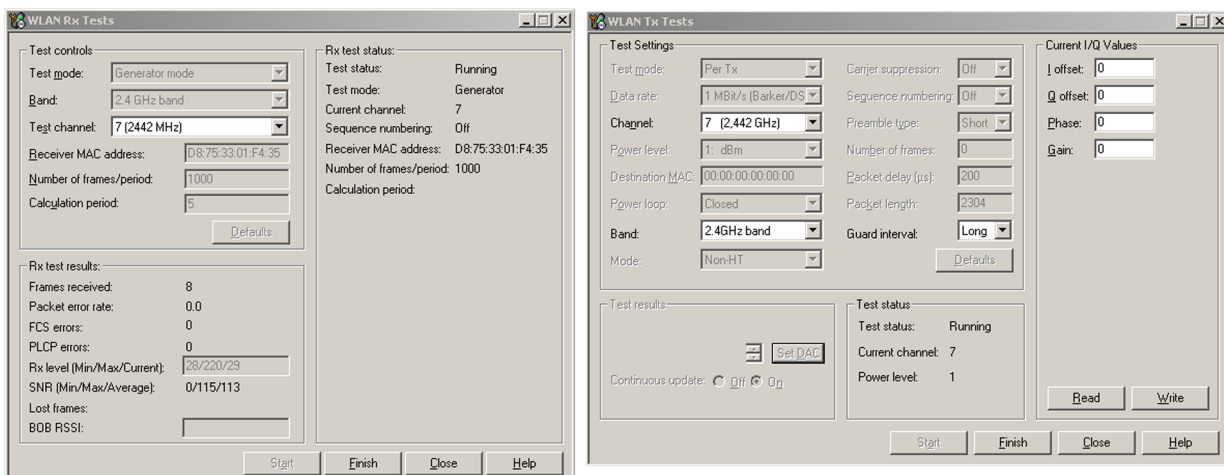 WLAN Rx Tests
Test controls
Test mode: Generator mode
Band: 2.4 GHz band
Test channel: 7 (2442 MHz)
Receiver MAC address: D8:75:33:01:F4:35
Number of frames/period: 1000
Calculation period: 5
Defaults
Rx test results:
Frames received: 8
Packet error rate: 0.0
FCS errors: 0
PLCP errors: 0
Rx level (Min/Max/Current): 28/220/29
SNR (Min/Max/Average): 0/115/113
Lost frames:
BOB RSSI:
Rx test status:
Test status: Running
Test mode: Generator
Current channel: 7
Sequence numbering: Off
Receiver MAC address: D8:75:33:01:F4:35
Number of frames/period: 1000
Calculation period:
Start Finish Close Help
WLAN Tx Tests
Test Settings
Test mode: Per Tx
Data rate: 1 MBit/s (Barker/DS
Channel: 7 (2,442 GHz)
Power level: 1: dBm
Destination MAC: 00:00:00:00:00:00
Power loop: Closed
Band: 2.4GHz band
Mode: Non-HT
Carrier suppression: Off
Sequence numbering: Off
Preamble type: Short
Number of frames: 0
Packet delay (µs): 200
Packet length: 2304
Guard interval: Long
Defaults
Test results
Set DAC
Continuous update: Off On
Test status
Test status: Running
Current channel: 7
Power level: 1
Current I/Q Values
I offset: 0
Q offset: 0
Phase: 0
Gain: 0
Read Write
Start Finish Close Help